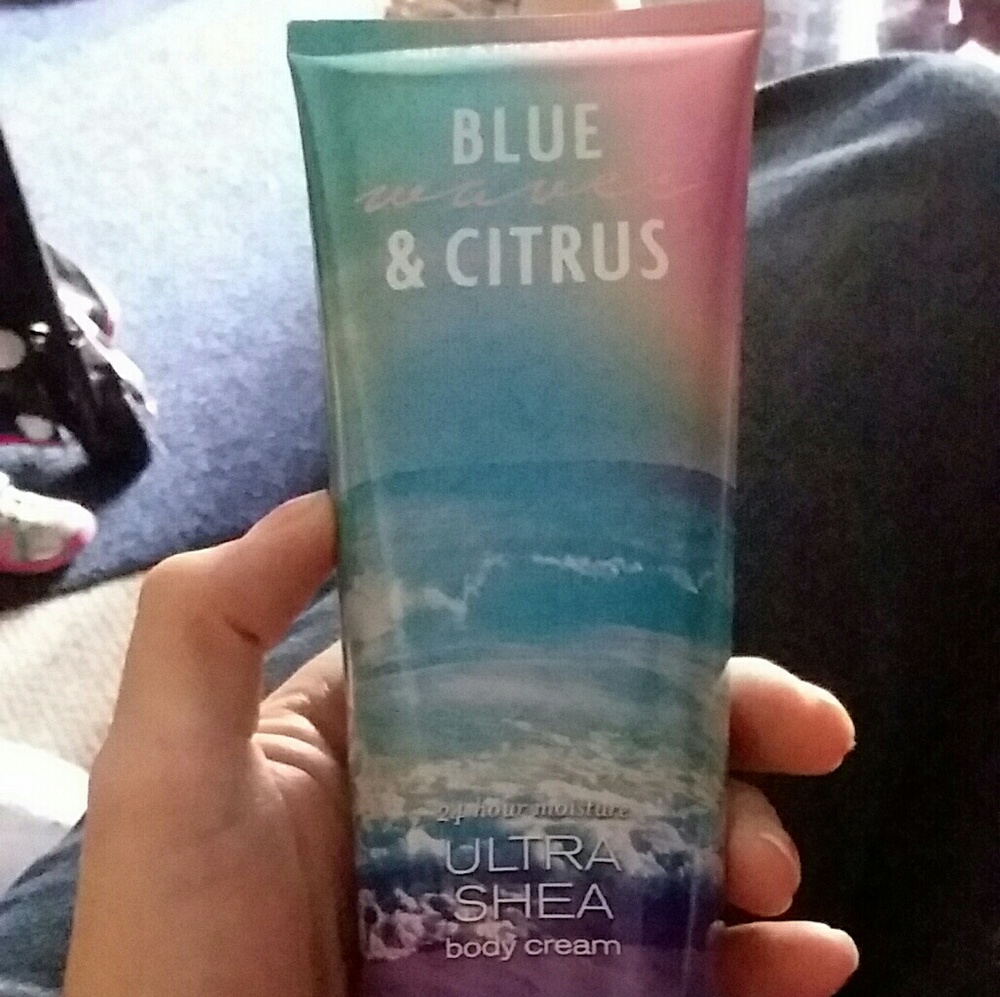 BLUE
waves
& CITRUS
24 hour moisture
ULTRA
SHEA
body cream